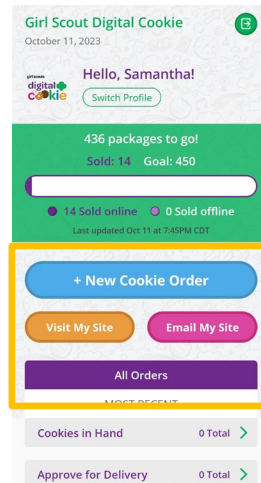 Girl Scout Digital Cookie
October 11, 2023
girl scouts
digital
cookie
Hello, Samantha!
Switch Profile
436 packages to go!
Sold: 14 Goal: 450
14 Sold online 0 Sold offline
Last updated Oct 11 at 7:45PM CDT
+ New Cookie Order
Visit My Site
Email My Site
All Orders
MOST RECENT
Cookies in Hand 0 Total
Approve for Delivery 0 Total